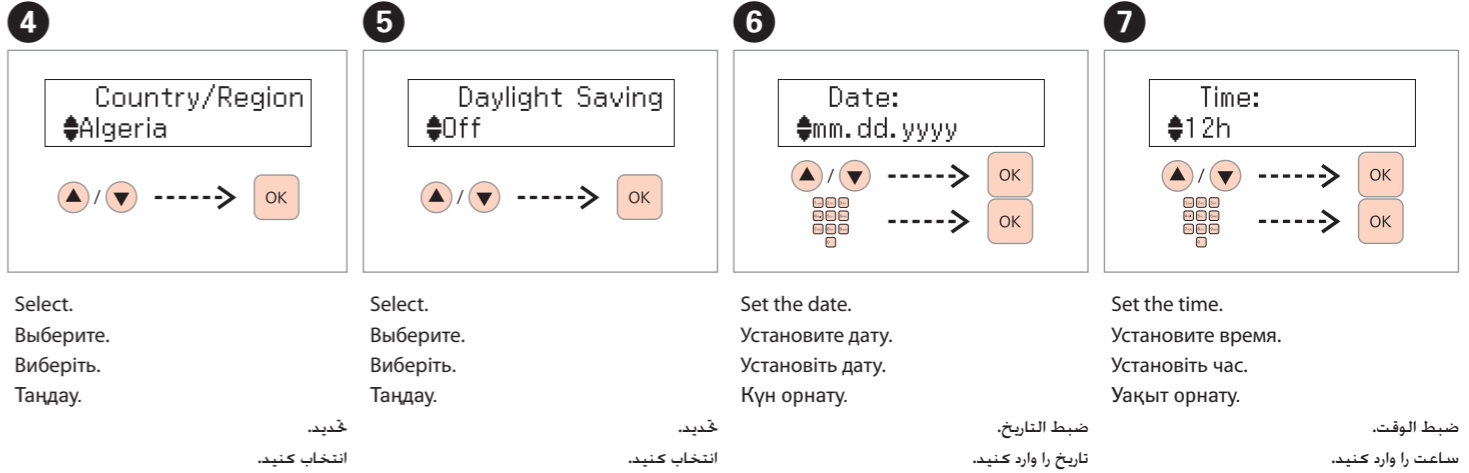 4
Country/Region
Algeria
/
OK
Select.
Выберите.
Виберіть.
Таңдау.
تحديد.
انتخاب کنید.
5
Daylight Saving
Off
/
OK
Select.
Выберите.
Виберіть.
Таңдау.
تحديد.
انتخاب کنید.
6
Date:
mm.dd.yyyy
/
OK
OK
Set the date.
Установите дату.
Установіть дату.
Күн орнату.
ضبط التاريخ.
تاریخ را وارد کنید.
7
Time:
12h
/
OK
OK
Set the time.
Установите время.
Установіть час.
Уақыт орнату.
ضبط الوقت.
ساعت را وارد کنید.